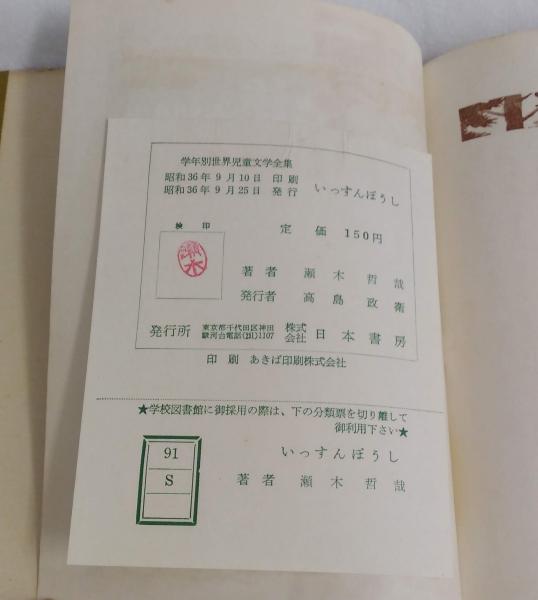 学年別世界児童文学全集
昭和36年9月10日 印刷
昭和36年9月25日 発行
いっすんぼうし
検印
瀬木
定価 150円
著者 瀬木哲哉
発行者 高島政衛
発行所 東京都千代田区神田駿河台電話(291)1107 株式会社 日本書房
印刷 あきば印刷株式会社
★学校図書館に御採用の際は、下の分類票を切り離して
御利用下さい★
91
S
いっすんぼうし
著者 瀬木哲哉